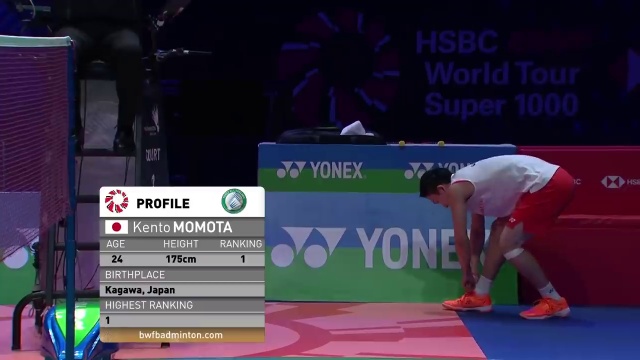 HSBC
World Tour
Super 1000
YONEX
YONEX
YONEX
HSBC
COURT
PROFILE
Kento MOMOTA
AGE HEIGHT RANKING
24 175cm 1
BIRTHPLACE
Kagawa, Japan
HIGHEST RANKING
1
bwfbadminton.com